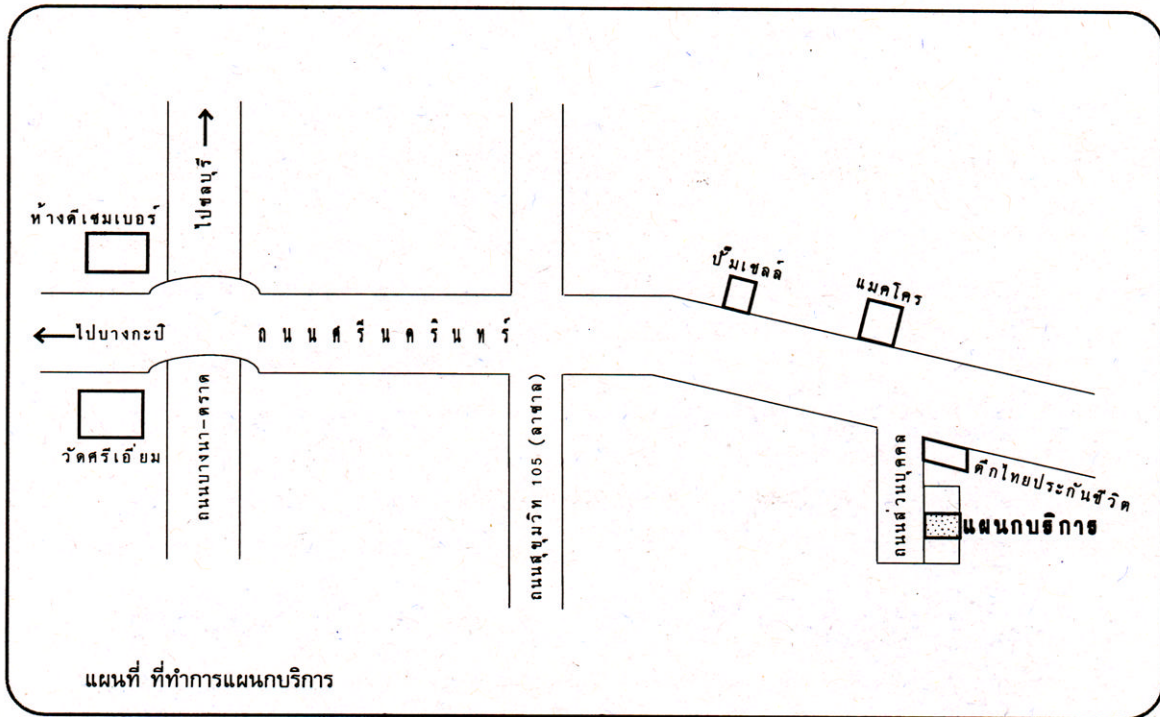 ไปชลบุรี
ห้างดีเซมเบอร์
ปั๊มเชลล์
แมคโคร
ไปบางกะปิ
ถนนศรีนครินทร์
ถนนบางนา-ตราด
วัดศรีเอี่ยม
ถนนสุขุมวิท 105 (ลาซาล)
ถนนส่วนบุคคล
ตึกไทยประกันชีวิต
แผนกบริการ
แผนที่ ที่ทำการแผนกบริการ